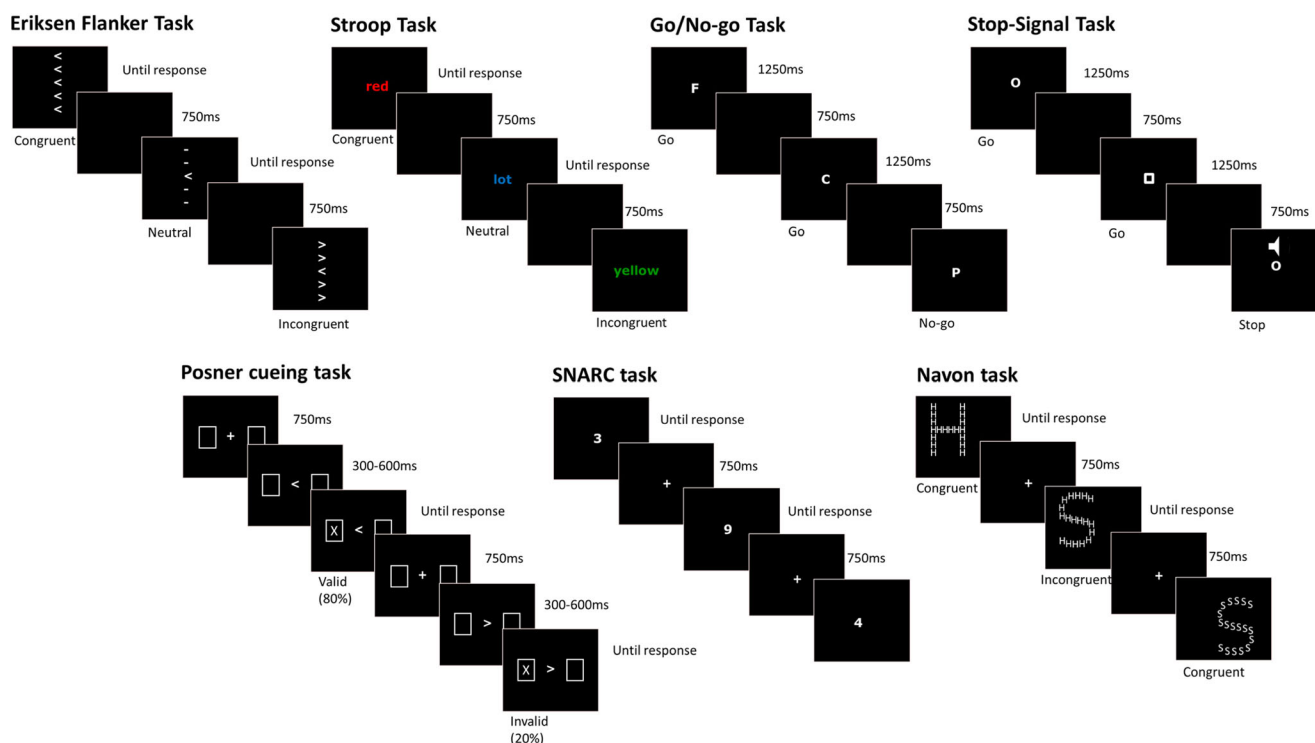 Eriksen Flanker Task
<
<
<
<
<
Until response
Congruent
750ms
-
-
<
-
-
Until response
Neutral
750ms
>
>
<
>
>
Incongruent
Stroop Task
red
Until response
Congruent
750ms
lot
Until response
Neutral
750ms
yellow
Incongruent
Go/No-go Task
F
1250ms
Go
750ms
C
1250ms
Go
750ms
P
No-go
Stop-Signal Task
O
1250ms
Go
750ms
1250ms
Go
750ms
O
Stop
Posner cueing task
+
750ms
<
300-600ms
X <
Until response
Valid
(80%)
+
750ms
>
300-600ms
X >
Until response
Invalid
(20%)
SNARC task
3
Until response
+
750ms
9
Until response
+
750ms
4
Navon task
H
Until response
Congruent
+
750ms
S
Until response
Incongruent
+
750ms
S
Congruent